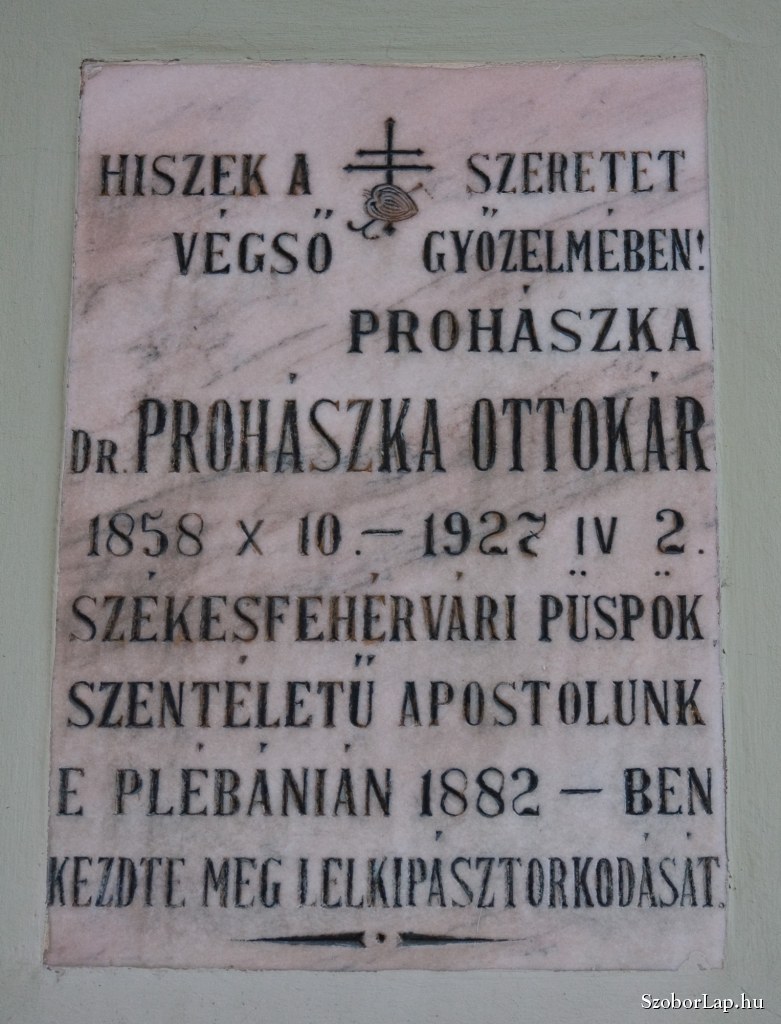 HISZEK A SZERETET
VÉGSŐ GYŐZELMÉBEN!
PROHÁSZKA
DR. PROHÁSZKA OTTOKÁR
1858 X 10. – 1927 IV 2.
SZÉKESFEHÉRVÁRI PÜSPÖK
SZENTÉLETŰ APOSTOLUNK
E PLÉBÁNIÁN 1882 – BEN
KEZDTE MEG LELKIPÁSZTORKODÁSÁT.
SzoborLap.hu